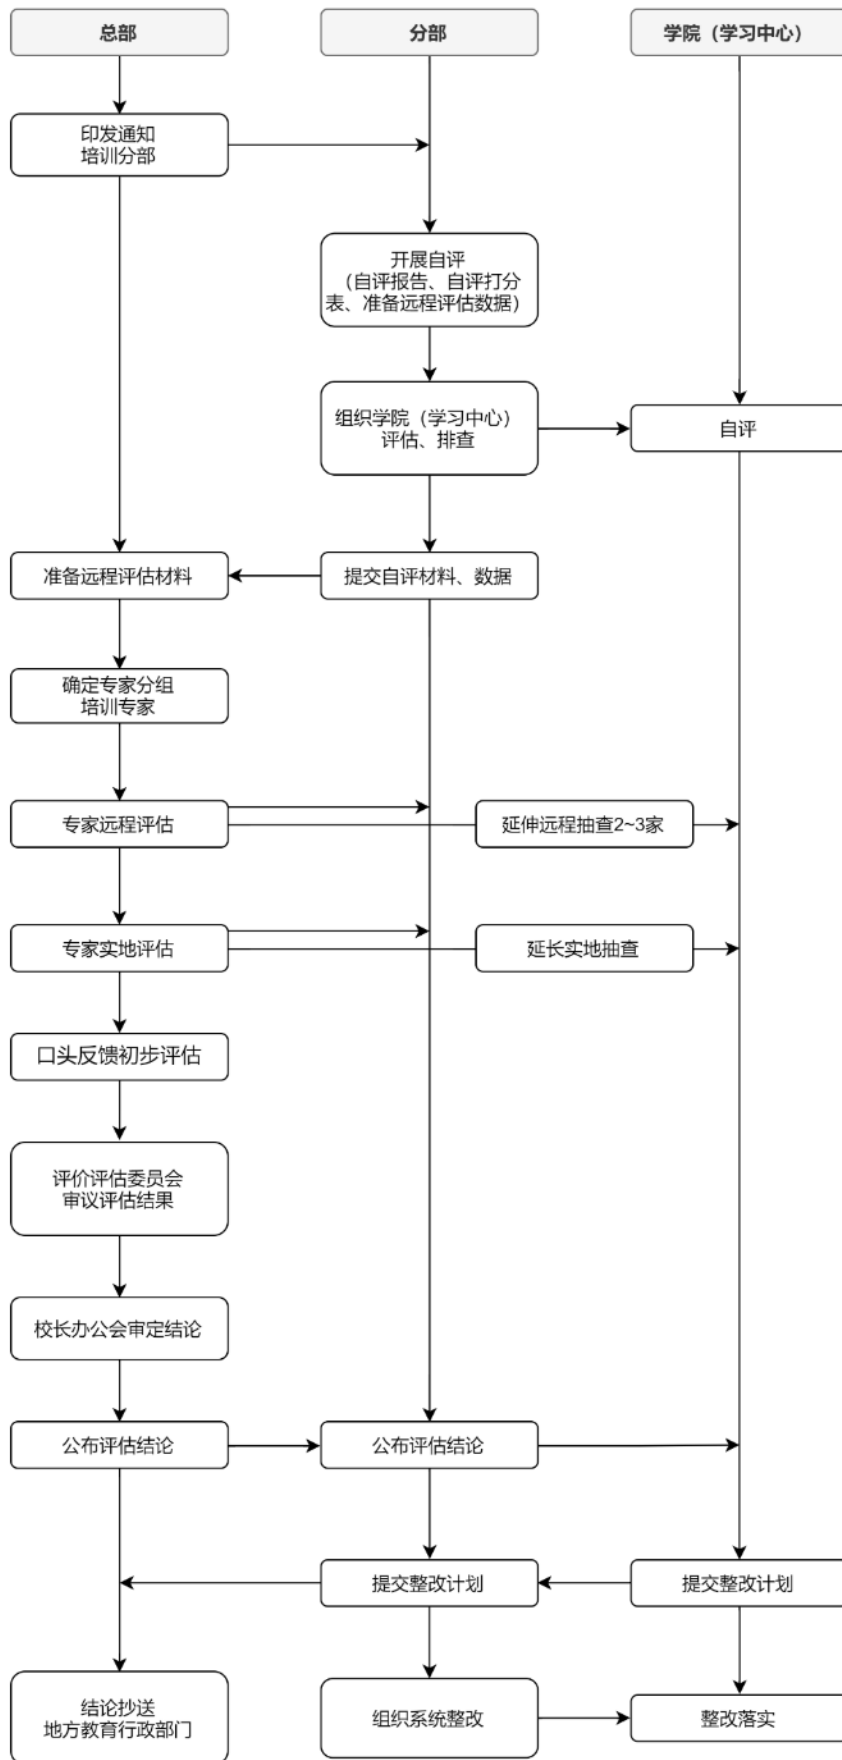 总部
分部
学院（学习中心）
印发通知
培训分部
开展自评
（自评报告、自评打分
表、准备远程评估数据）
组织学院（学习中心）
评估、排查
自评
准备远程评估材料
提交自评材料、数据
确定专家分组
培训专家
专家远程评估
延伸远程抽查2~3家
专家实地评估
延长实地抽查
口头反馈初步评估
评价评估委员会
审议评估结果
校长办公会审定结论
公布评估结论
公布评估结论
提交整改计划
提交整改计划
结论抄送
地方教育行政部门
组织系统整改
整改落实